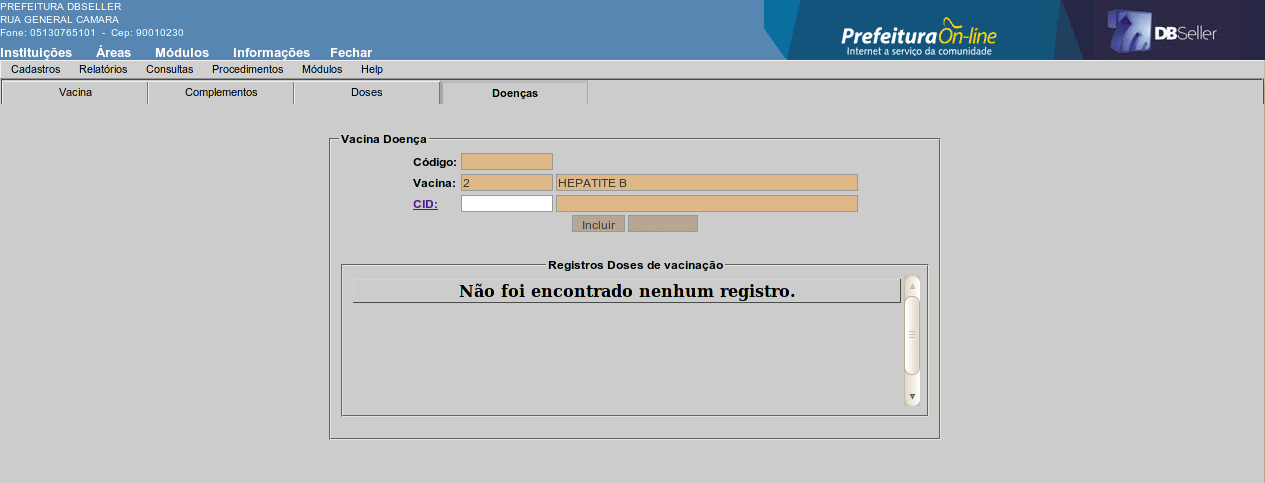 PREFEITURA DBSELLER
RUA GENERAL CAMARA
Fone: 05130765101 - Cep: 90010230
Prefeitura On-line
Internet a serviço da comunidade
DBSeller
Instituições Áreas Módulos Informações Fechar
Cadastros Relatórios Consultas Procedimentos Módulos Help
Vacina Complementos Doses Doenças
Vacina Doença
Código:
Vacina: 2 HEPATITE B
CID:
Incluir
Registros Doses de vacinação
Não foi encontrado nenhum registro.